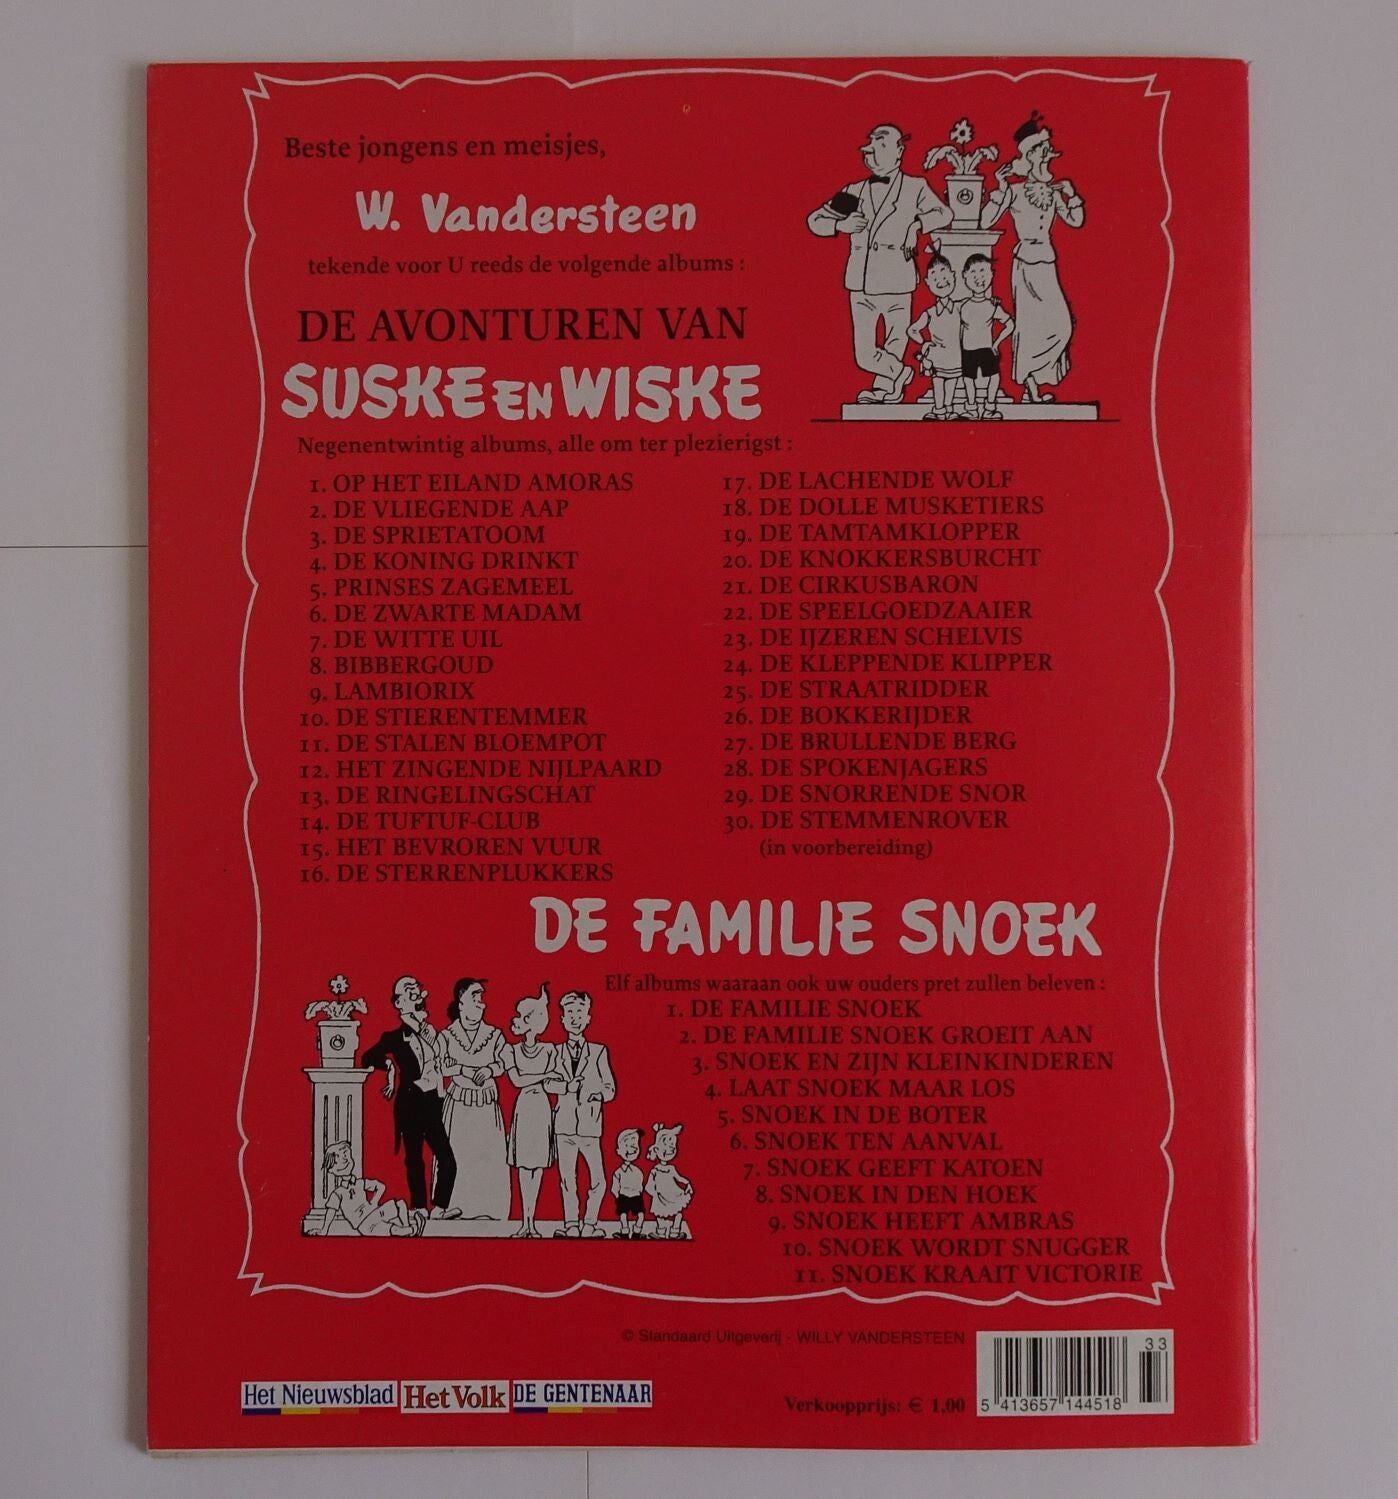 Beste jongens en meisjes,
W. Vandersteen
tekende voor U reeds de volgende albums :
DE AVONTUREN VAN
SUSKE EN WISKE
Negenentwintig albums, alle om ter plezierigst :
1. OP HET EILAND AMORAS
2. DE VLIEGENDE AAP
3. DE SPRIETATOOM
4. DE KONING DRINKT
5. PRINSES ZAGEMEEL
6. DE ZWARTE MADAM
7. DE WITTE UIL
8. BIBBERGOUD
9. LAMBIORIX
10. DE STIERENTEMMER
11. DE STALEN BLOEMPOT
12. HET ZINGENDE NIJLPAARD
13. DE RINGELINGSCHAT
14. DE TUFTUF-CLUB
15. HET BEVROREN VUUR
16. DE STERRENPLUKKERS
17. DE LACHENDE WOLF
18. DE DOLLE MUSKETIERS
19. DE TAMTAMKLOPPER
20. DE KNOKKERSBURCHT
21. DE CIRKUSBARON
22. DE SPEELGOEDZAAIER
23. DE IJZEREN SCHELVIS
24. DE KLEPPENDE KLIPPER
25. DE STRAATRIDDER
26. DE BOKKERIJDER
27. DE BRULLENDE BERG
28. DE SPOKENJAGERS
29. DE SNORRENDE SNOR
30. DE STEMMENROVER
(in voorbereiding)
DE FAMILIE SNOEK
Elf albums waaraan ook uw ouders pret zullen beleven :
1. DE FAMILIE SNOEK
2. DE FAMILIE SNOEK GROEIT AAN
3. SNOEK EN ZIJN KLEINKINDEREN
4. LAAT SNOEK MAAR LOS
5. SNOEK IN DE BOTER
6. SNOEK TEN AANVAL
7. SNOEK GEEFT KATOEN
8. SNOEK IN DEN HOEK
9. SNOEK HEEFT AMBRAS
10. SNOEK WORDT SNUGGER
11. SNOEK KRAAIT VICTORIE
© Standaard Uitgeverij - WILLY VANDERSTEEN
Het Nieuwsblad Het Volk DE GENTENAAR
Verkoopprijs: € 1,00
33
5 413657 144518